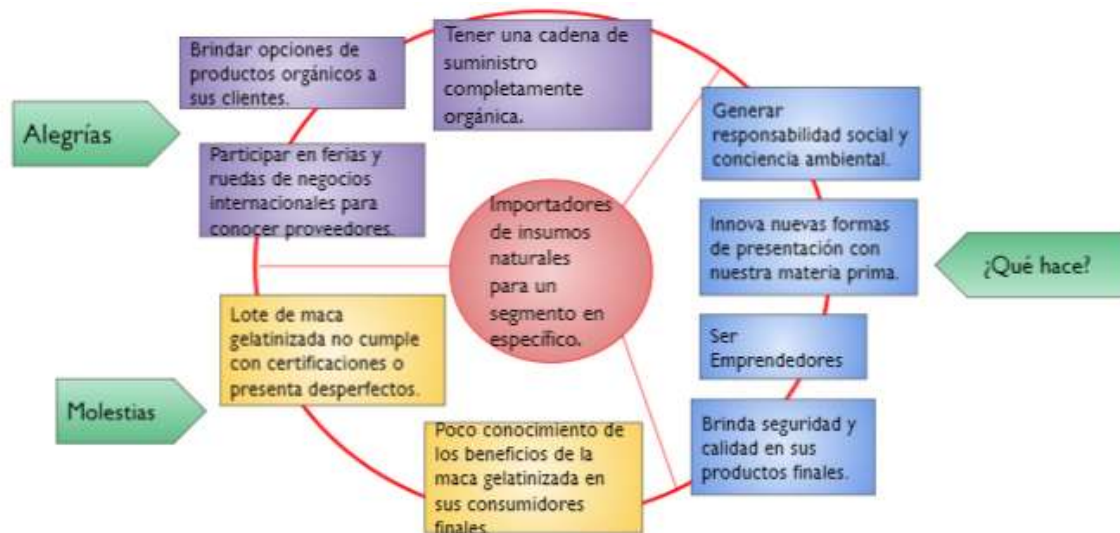 Brindar opciones de
productos orgánicos a
sus clientes.
Tener una cadena de
suministro
completamente
orgánica.
Alegrías
Participar en ferias y
ruedas de negocios
internacionales para
conocer proveedores.
Generar
responsabilidad social y
conciencia ambiental.
Importadores
de insumos
naturales
para un
segmento en
específico.
Innova nuevas formas
de presentación con
nuestra materia prima.
¿Qué hace?
Lote de maca
gelatinizada no cumple
con certificaciones o
presenta desperfectos.
Ser
Emprendedores
Molestias
Poco conocimiento de
los beneficios de la
maca gelatinizada en
sus consumidores
finales.
Brinda seguridad y
calidad en sus
productos finales.